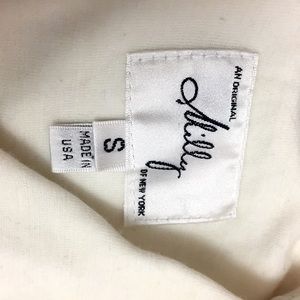 AN ORIGINAL
Milly
OF NEW YORK
S
MADE IN
USA